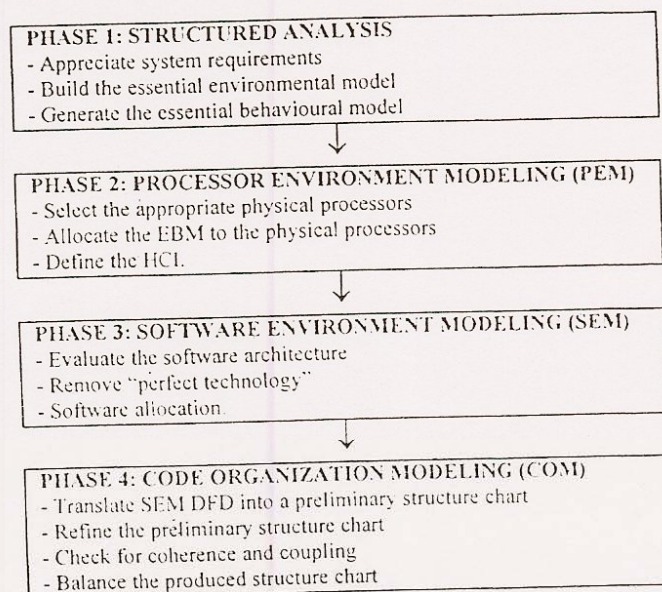 PHASE 1: STRUCTURED ANALYSIS
- Appreciate system requirements
- Build the essential environmental model
- Generate the essential behavioural model
PHASE 2: PROCESSOR ENVIRONMENT MODELING (PEM)
- Select the appropriate physical processors
- Allocate the EBM to the physical processors
- Define the HCI.
PHASE 3: SOFTWARE ENVIRONMENT MODELING (SEM)
- Evaluate the software architecture
- Remove “perfect technology”
- Software allocation.
PHASE 4: CODE ORGANIZATION MODELING (COM)
- Translate SEM DFD into a preliminary structure chart
- Refine the preliminary structure chart
- Check for coherence and coupling
- Balance the produced structure chart